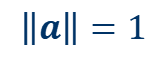 ‖a‖ = 1